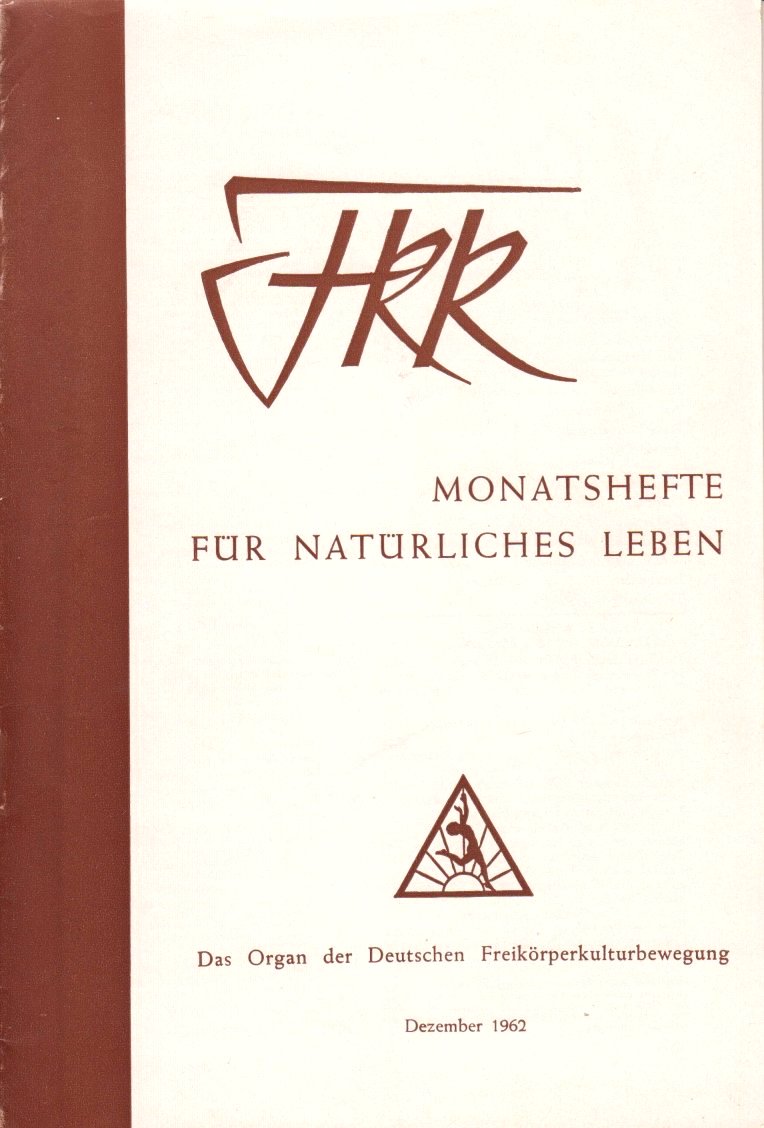 FKK
MONATSHEFTE
FÜR NATÜRLICHES LEBEN
Das Organ der Deutschen Freikörperkulturbewegung
Dezember 1962